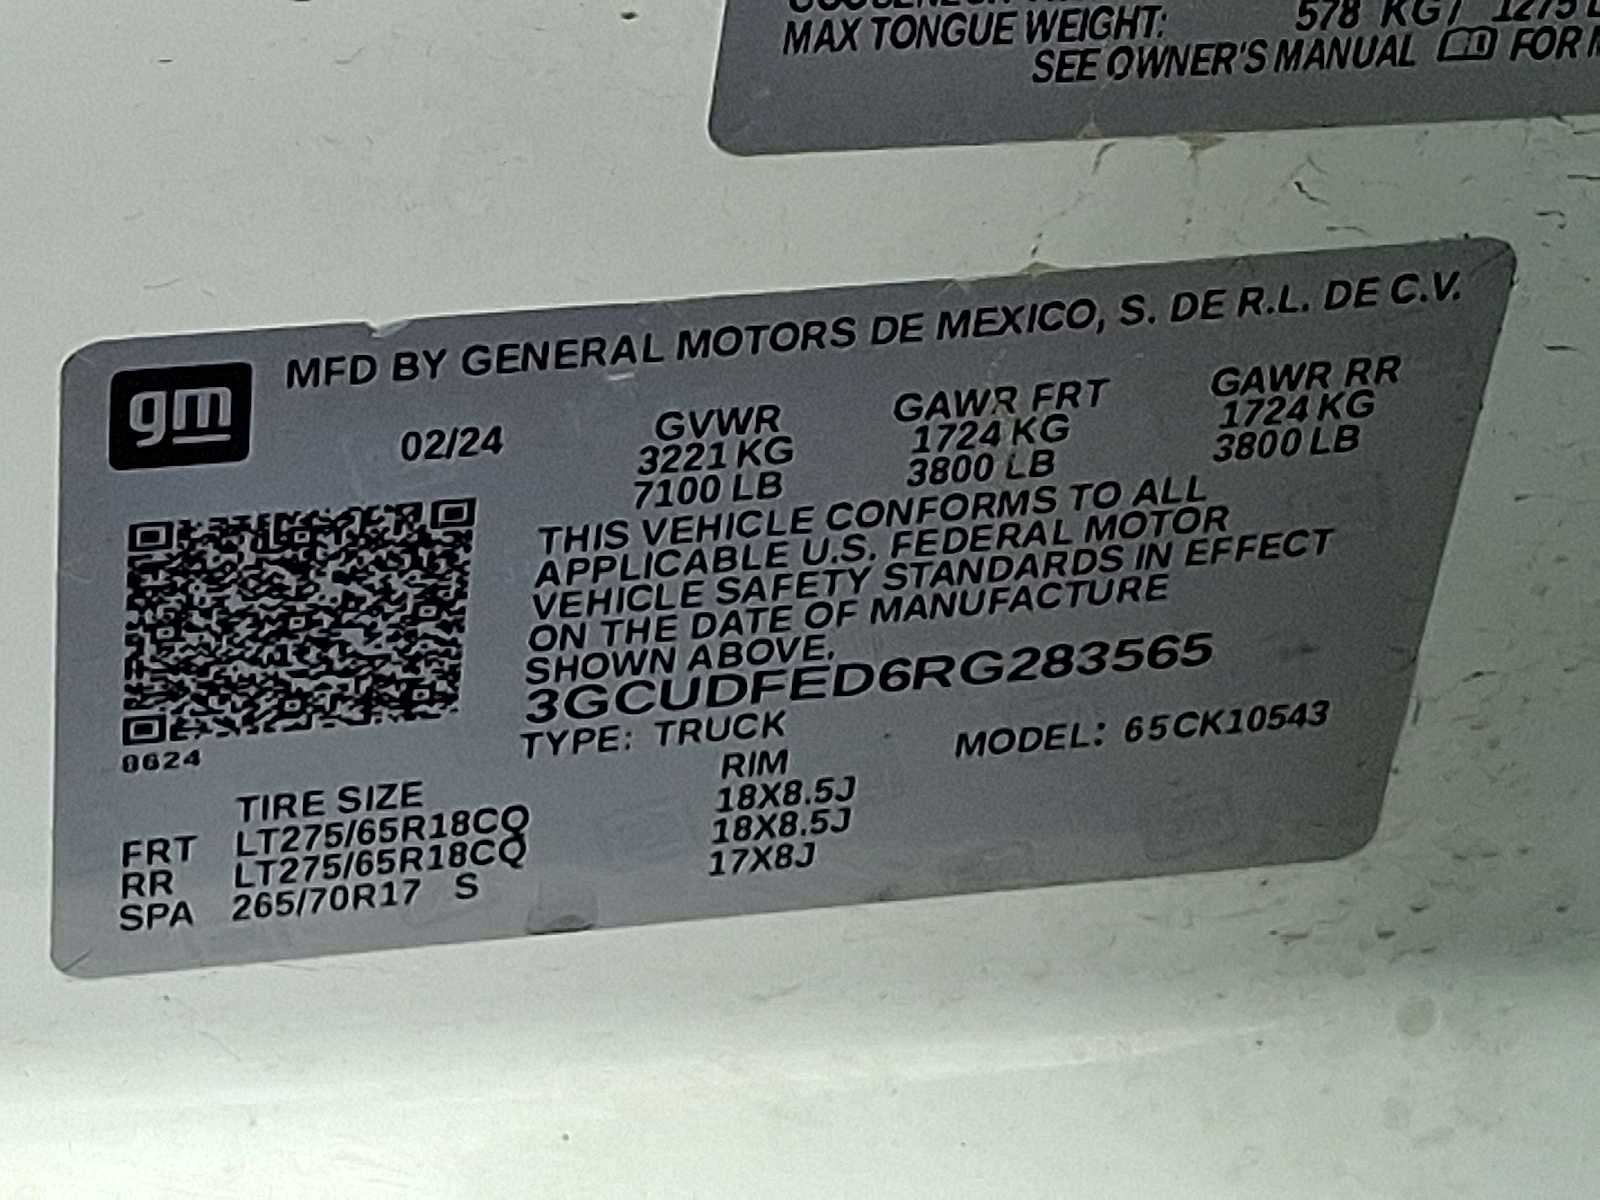 MAX TONGUE WEIGHT: 578 KG / 1275
SEE OWNER'S MANUAL FOR
MFD BY GENERAL MOTORS DE MEXICO, S. DE R.L. DE C.V.
gm
02/24 GVWR GAWR FRT GAWR RR
3221 KG 1724 KG 1724 KG
7100 LB 3800 LB 3800 LB
THIS VEHICLE CONFORMS TO ALL
APPLICABLE U.S. FEDERAL MOTOR
VEHICLE SAFETY STANDARDS IN EFFECT
ON THE DATE OF MANUFACTURE
SHOWN ABOVE.
3GCUDFED6RG283565
TYPE: TRUCK MODEL: 65CK10543
0624
TIRE SIZE RIM
FRT LT275/65R18CQ 18X8.5J
RR LT275/65R18CQ 18X8.5J
SPA 265/70R17 S 17X8J